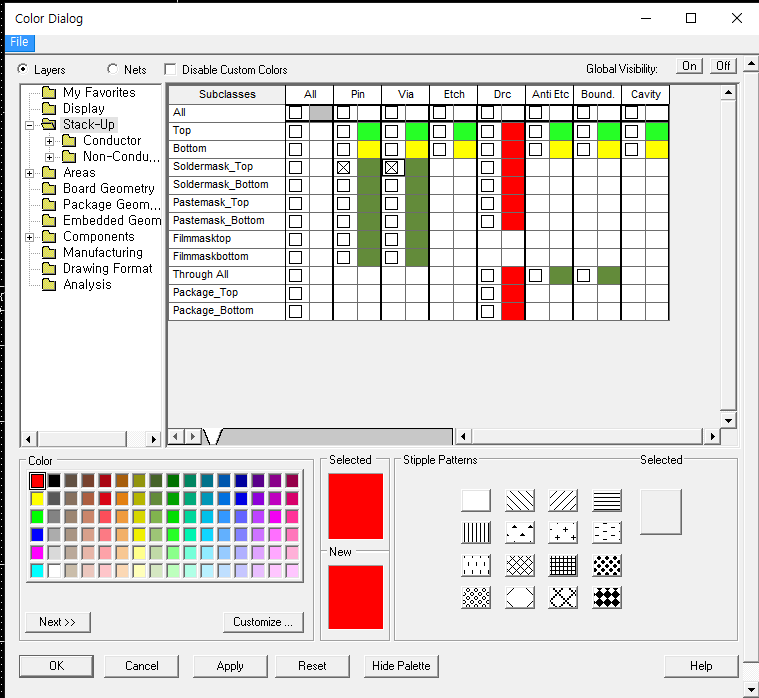 Color Dialog
File
Layers
Nets
Disable Custom Colors
Global Visibility:
On
Off
My Favorites
Display
Stack-Up
Conductor
Non-Condu...
Areas
Board Geometry
Package Geom...
Embedded Geom
Components
Manufacturing
Drawing Format
Analysis
Subclasses All Pin Via Etch Drc Anti Etc Bound. Cavity
All
Top
Bottom
Soldermask_Top
Soldermask_Bottom
Pastemask_Top
Pastemask_Bottom
Filmmasktop
Filmmaskbottom
Through All
Package_Top
Package_Bottom
Color
Next >>
Customize ...
Selected
New
Stipple Patterns
Selected
OK
Cancel
Apply
Reset
Hide Palette
Help